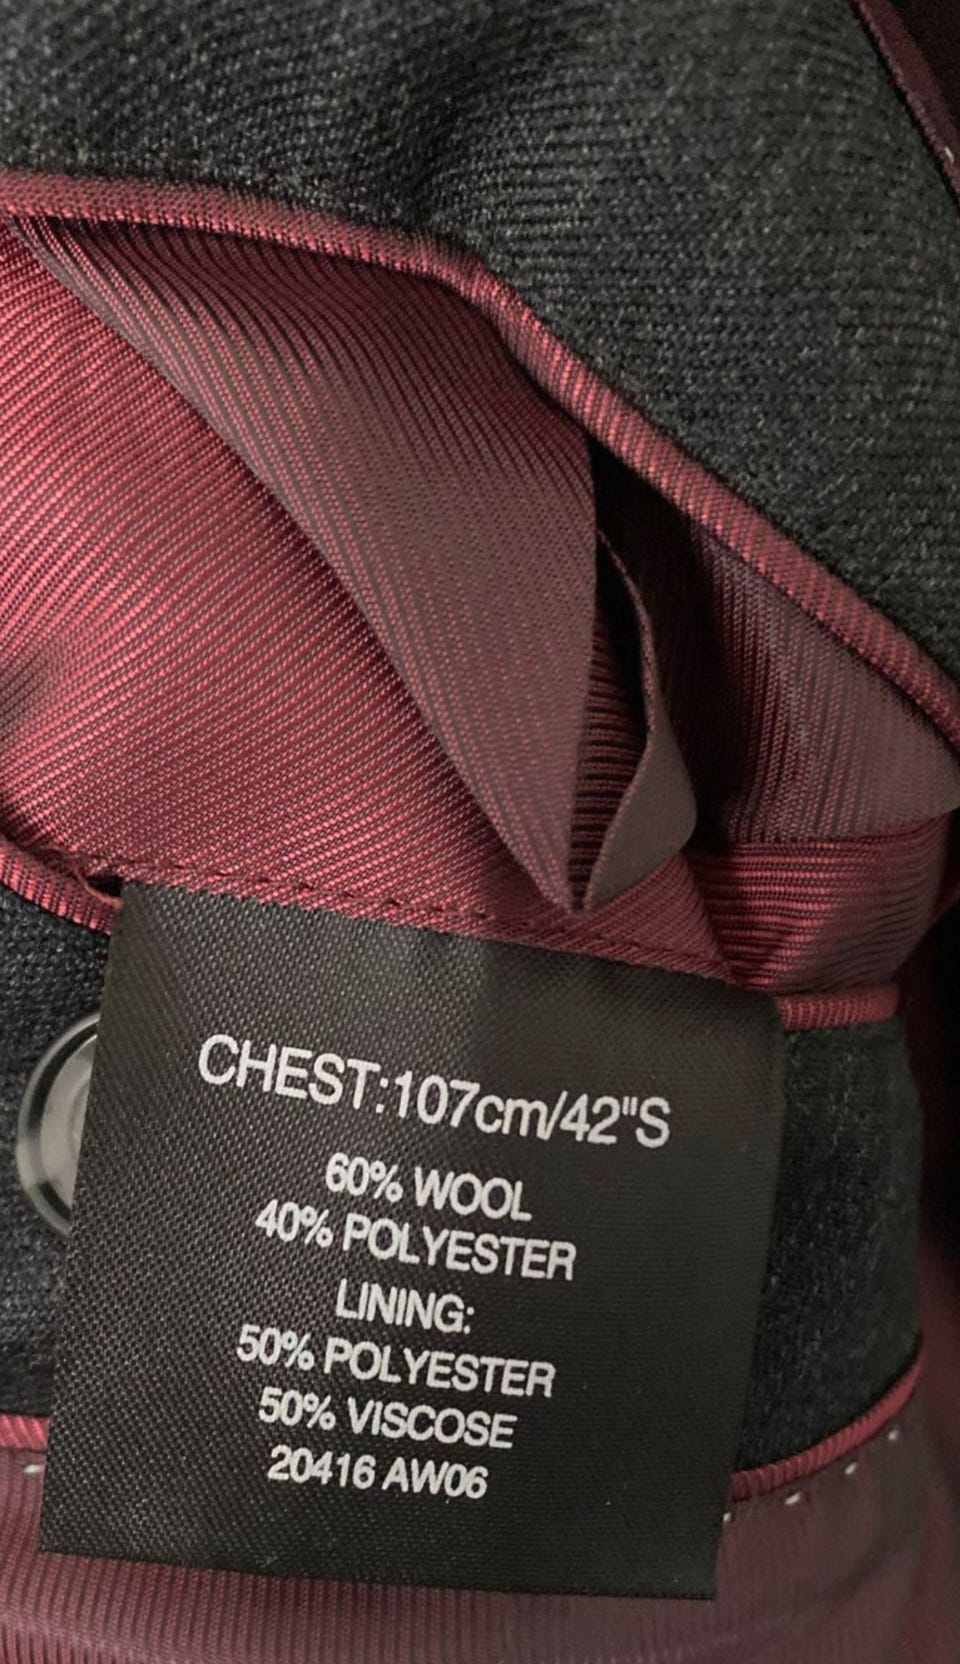 CHEST:107cm/42"S
60% WOOL
40% POLYESTER
LINING:
50% POLYESTER
50% VISCOSE
20416 AW06